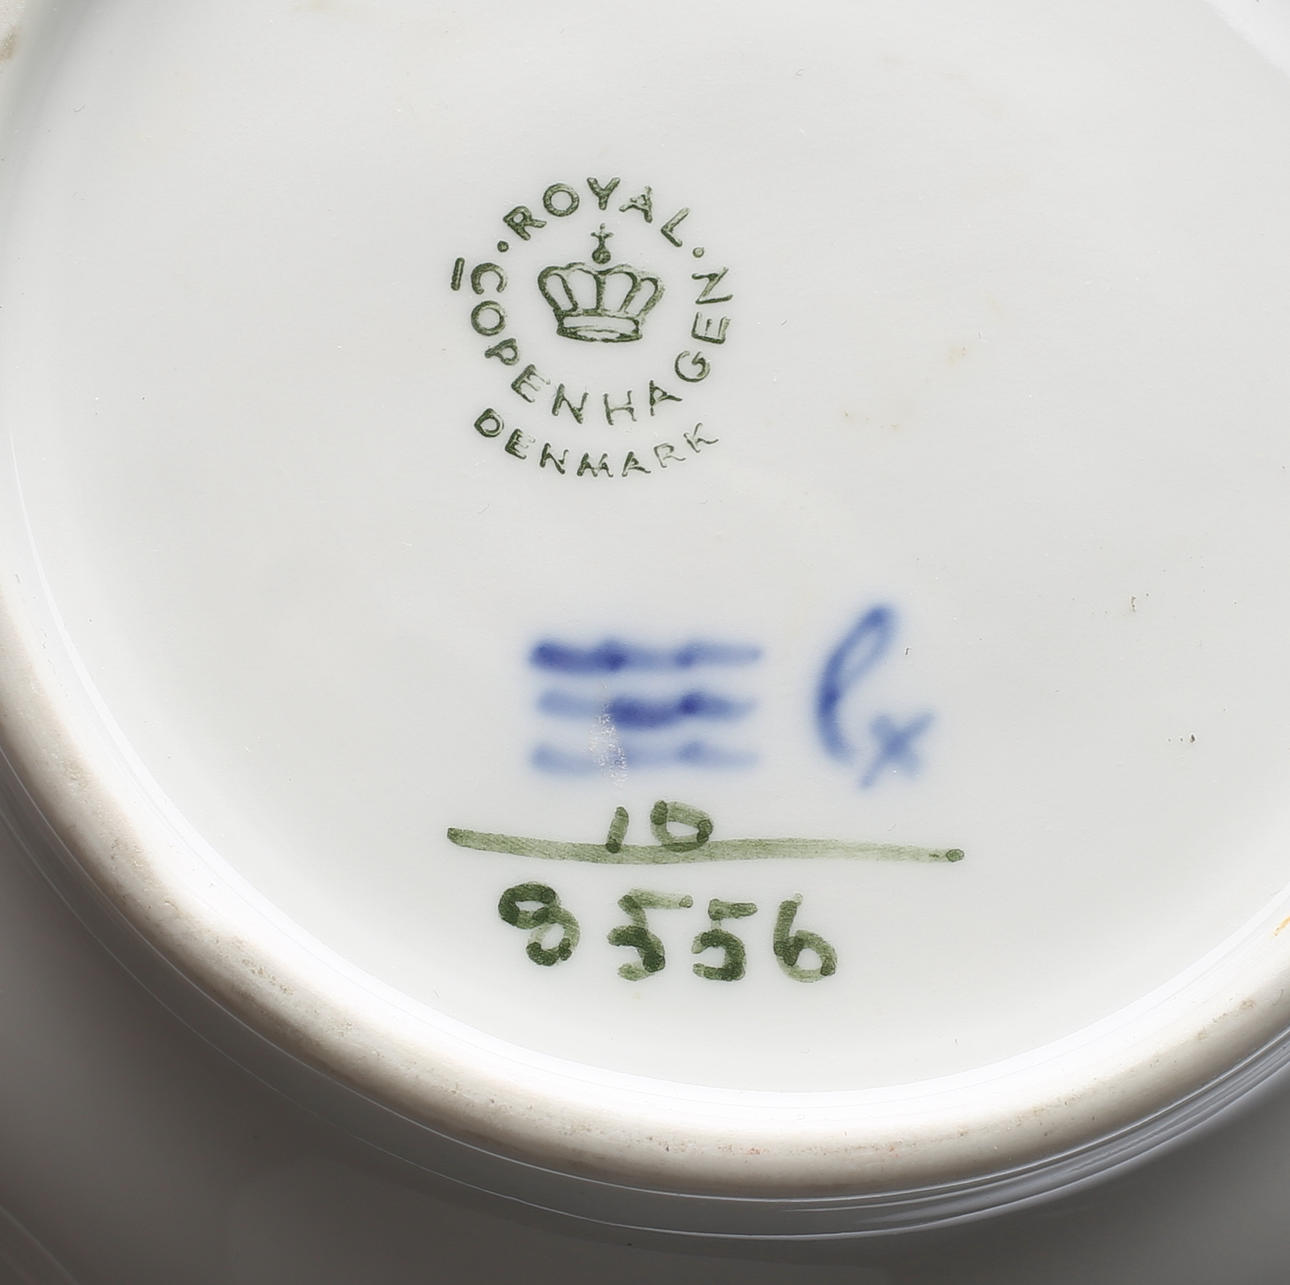 · ROYAL ·
COPENHAGEN
DENMARK
10
8556